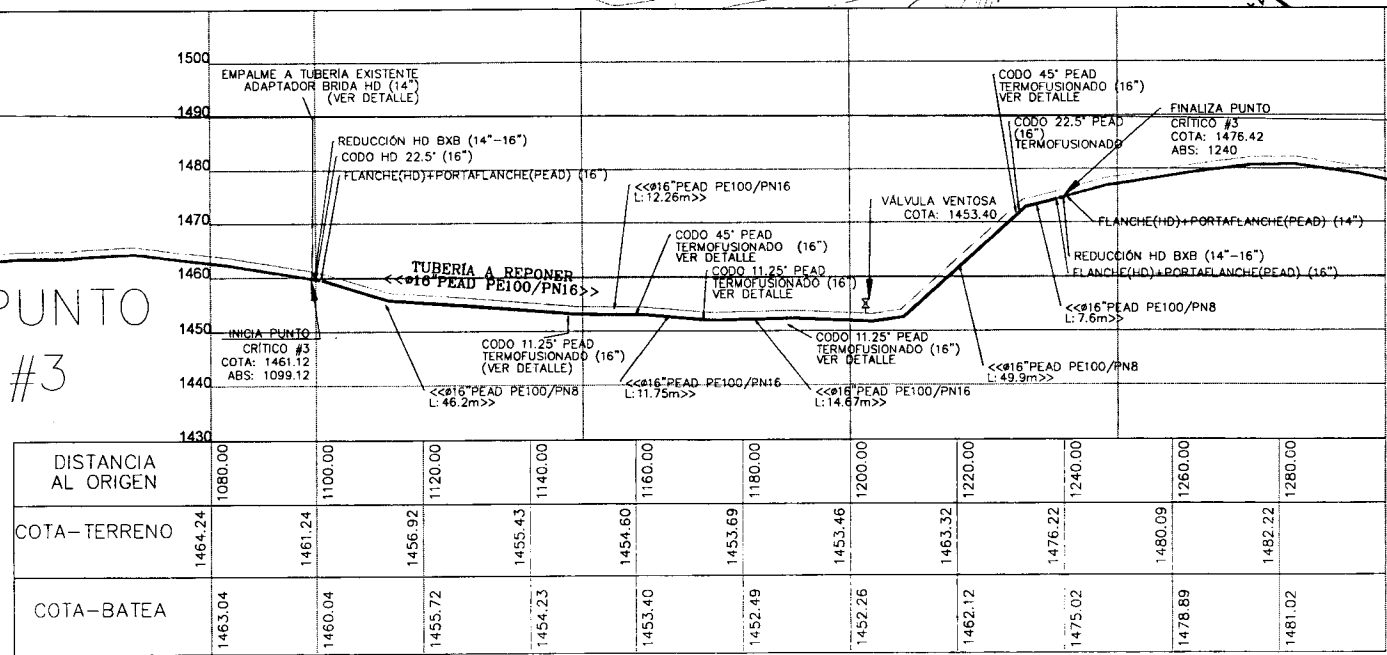 1500
1490
1480
1470
1460
1450
1440
1430
EMPALME A TUBERÍA EXISTENTE
ADAPTADOR BRIDA HD (14")
(VER DETALLE)
REDUCCIÓN HD BXB (14"-16")
CODO HD 22.5° (16")
FLANCHE(HD)+PORTAFLANCHE(PEAD) (16")
<<ø16"PEAD PE100/PN16
L: 12.26m>>
CODO 45° PEAD
TERMOFUSIONADO (16")
VER DETALLE
CODO 11.25° PEAD
TERMOFUSIONADO (16")
VER DETALLE
TUBERÍA A REPONER
<<ø16"PEAD PE100/PN16>>
VÁLVULA VENTOSA
COTA: 1453.40
CODO 45° PEAD
TERMOFUSIONADO (16")
VER DETALLE
CODO 22.5° PEAD
(16")
TERMOFUSIONADO
FINALIZA PUNTO
CRÍTICO #3
COTA: 1476.42
ABS: 1240
FLANCHE(HD)+PORTAFLANCHE(PEAD) (14")
REDUCCIÓN HD BXB (14"-16")
FLANCHE(HD)+PORTAFLANCHE(PEAD) (16")
<<ø16"PEAD PE100/PN8
L: 7.6m>>
PUNTO
#3
INICIA PUNTO
CRÍTICO #3
COTA: 1461.12
ABS: 1099.12
CODO 11.25° PEAD
TERMOFUSIONADO (16")
(VER DETALLE)
<<ø16"PEAD PE100/PN8
L: 46.2m>>
<<ø16"PEAD PE100/PN16
L: 11.75m>>
CODO 11.25° PEAD
TERMOFUSIONADO (16")
VER DETALLE
<<ø16"PEAD PE100/PN16
L: 14.67m>>
<<ø16"PEAD PE100/PN8
L: 49.9m>>
DISTANCIA
AL ORIGEN
1080.00 1100.00 1120.00 1140.00 1160.00 1180.00 1200.00 1220.00 1240.00 1260.00 1280.00
COTA-TERRENO
1464.24 1461.24 1456.92 1455.43 1454.60 1453.69 1453.46 1463.32 1476.22 1480.09 1482.22
COTA-BATEA
1463.04 1460.04 1455.72 1454.23 1453.40 1452.49 1452.26 1462.12 1475.02 1478.89 1481.02